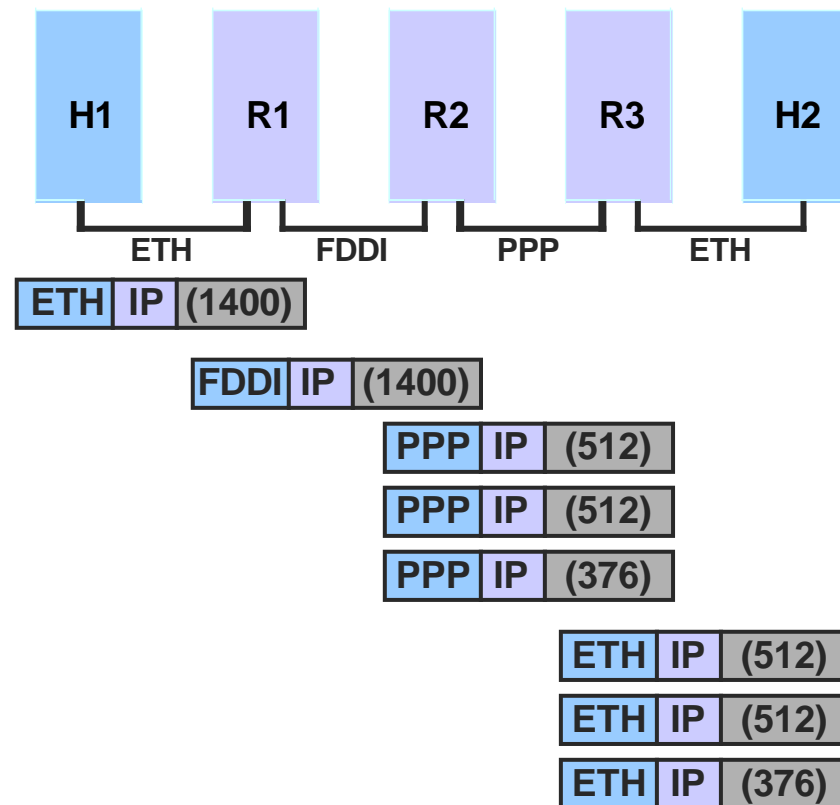 H1 R1 R2 R3 H2
ETH FDDI PPP ETH
ETH IP (1400)
FDDI IP (1400)
PPP IP (512)
PPP IP (512)
PPP IP (376)
ETH IP (512)
ETH IP (512)
ETH IP (376)